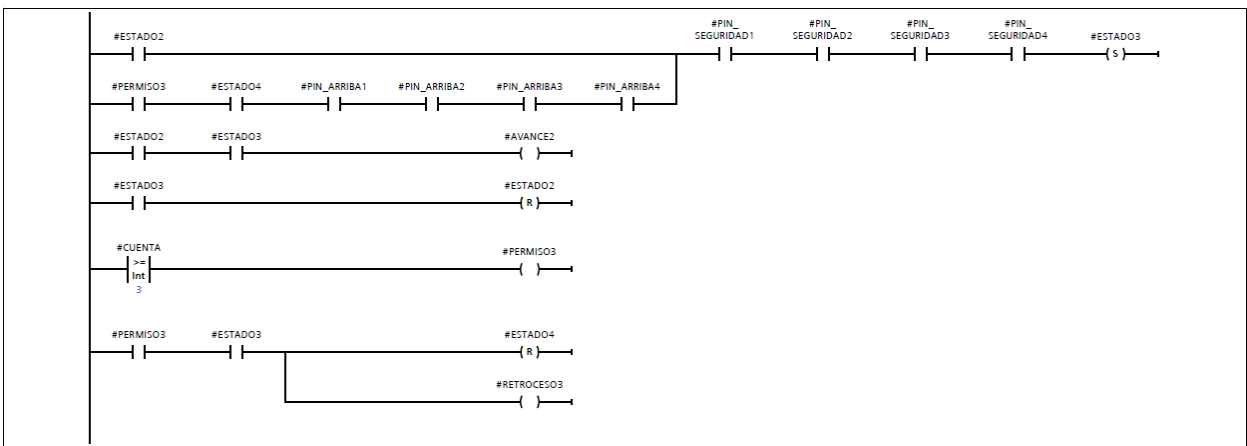 #ESTADO2
#PIN_
SEGURIDAD1
#PIN_
SEGURIDAD2
#PIN_
SEGURIDAD3
#PIN_
SEGURIDAD4
#ESTADO3
S
#PERMISO3 #ESTADO4 #PIN_ARRIBA1 #PIN_ARRIBA2 #PIN_ARRIBA3 #PIN_ARRIBA4
#ESTADO2 #ESTADO3 #AVANCE2
#ESTADO3 #ESTADO2
R
#CUENTA #PERMISO3
>=
Int
3
#PERMISO3 #ESTADO3 #ESTADO4
R
#RETROCESO3